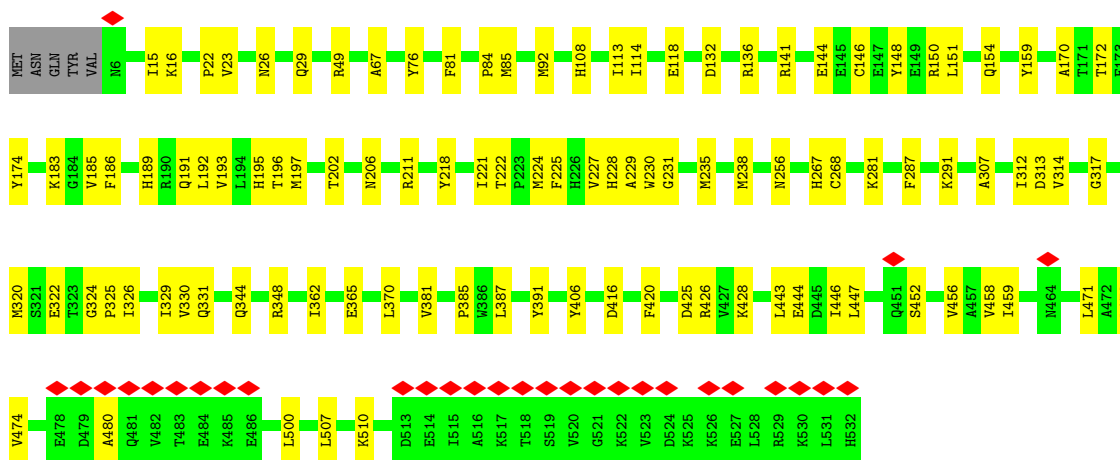 MET ASN GLN TYR VAL N6 I15 K16 P22 V23 N26 Q29 R49 A67 Y76 F81 P84 M85 M92 H108 I113 I114 E118 D132 R136 R141 E144 E145 C146 E147 Y148 E149 R150 L151 Q154 Y159 A170 T171 T172 E173
Y174 K183 G184 V185 F186 H189 R190 Q191 L192 V193 L194 H195 T196 M197 T202 N206 R211 Y218 I221 T222 P223 M224 F225 H226 V227 H228 A229 W230 G231 M235 M238 N256 H267 C268 K281 F287 K291 A307 I312 D313 V314 G317
M320 S321 E322 T323 G324 P325 I326 I329 V330 Q331 Q344 R348 I362 E365 L370 V381 P385 W386 L387 Y391 Y406 D416 F420 D425 R426 V427 K428 L443 E444 D445 I446 L447 Q451 S452 V456 A457 V458 I459 N464 L471 A472
V474 E478 D479 A480 Q481 V482 T483 E484 K485 E486 L500 L507 K510 D513 E514 I515 A516 K517 T518 S519 V520 G521 K522 V523 D524 K525 K526 E527 L528 R529 K530 L531 H532